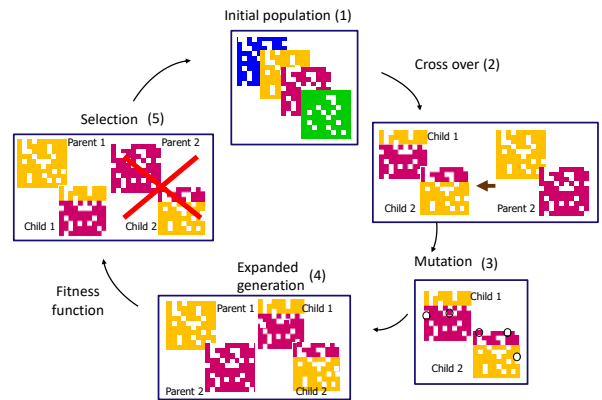 Initial population (1)
Cross over (2)
Child 1
Child 2
Parent 2
Mutation (3)
Child 1
Child 2
Expanded (4)
generation
Parent 1
Child 1
Parent 2
Child 2
Fitness
function
Selection (5)
Parent 1
Parent 2
Child 1
Child 2